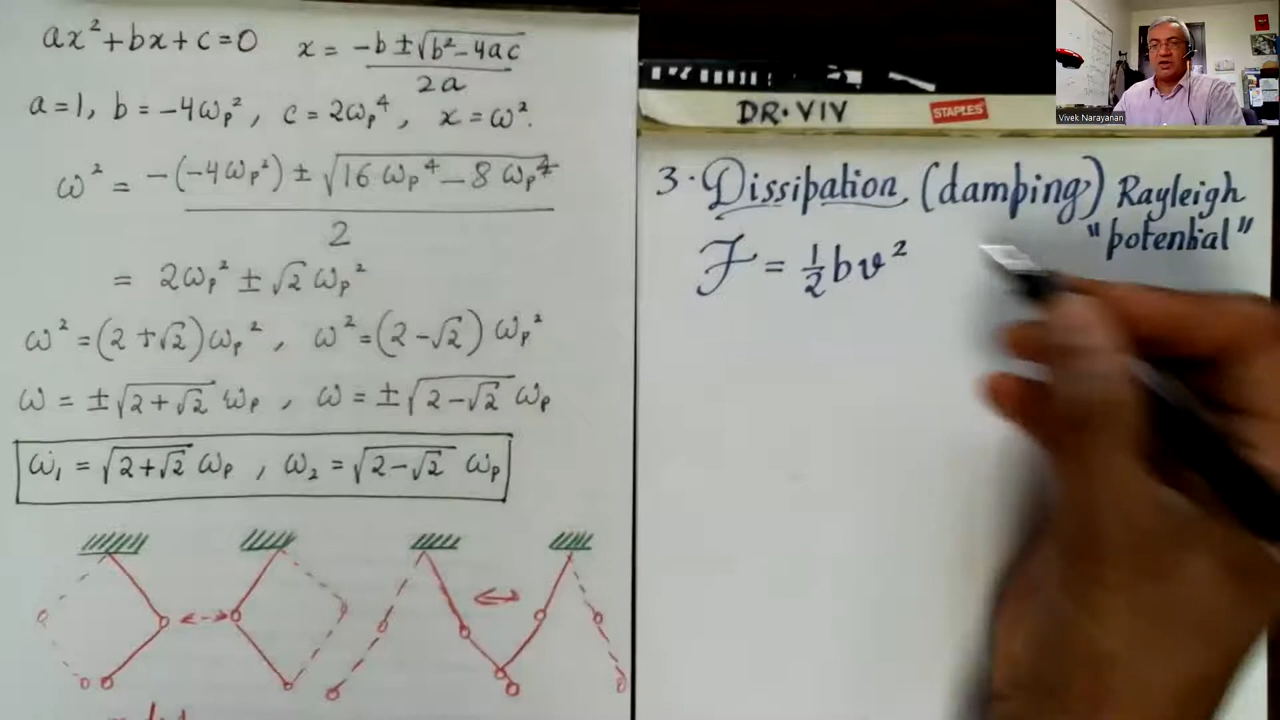 ax²+bx+c=0 x = -b ± √b²-4ac / 2a
a=1, b=-4ωp², c=2ωp⁴, x=ω².
ω² = -(-4ωp²) ± √16ωp⁴-8ωp⁴ / 2
= 2ωp² ± √2 ωp²
ω²=(2+√2)ωp², ω²=(2-√2)ωp²
ω = ±√2+√2 ωp, ω = ±√2-√2 ωp
ω₁ = √2+√2 ωp, ω₂ = √2-√2 ωp
DR. VIV STAPLES
Vivek Narayanan
3. Dissipation (damping) Rayleigh
"potential"
ℱ = ½bv²